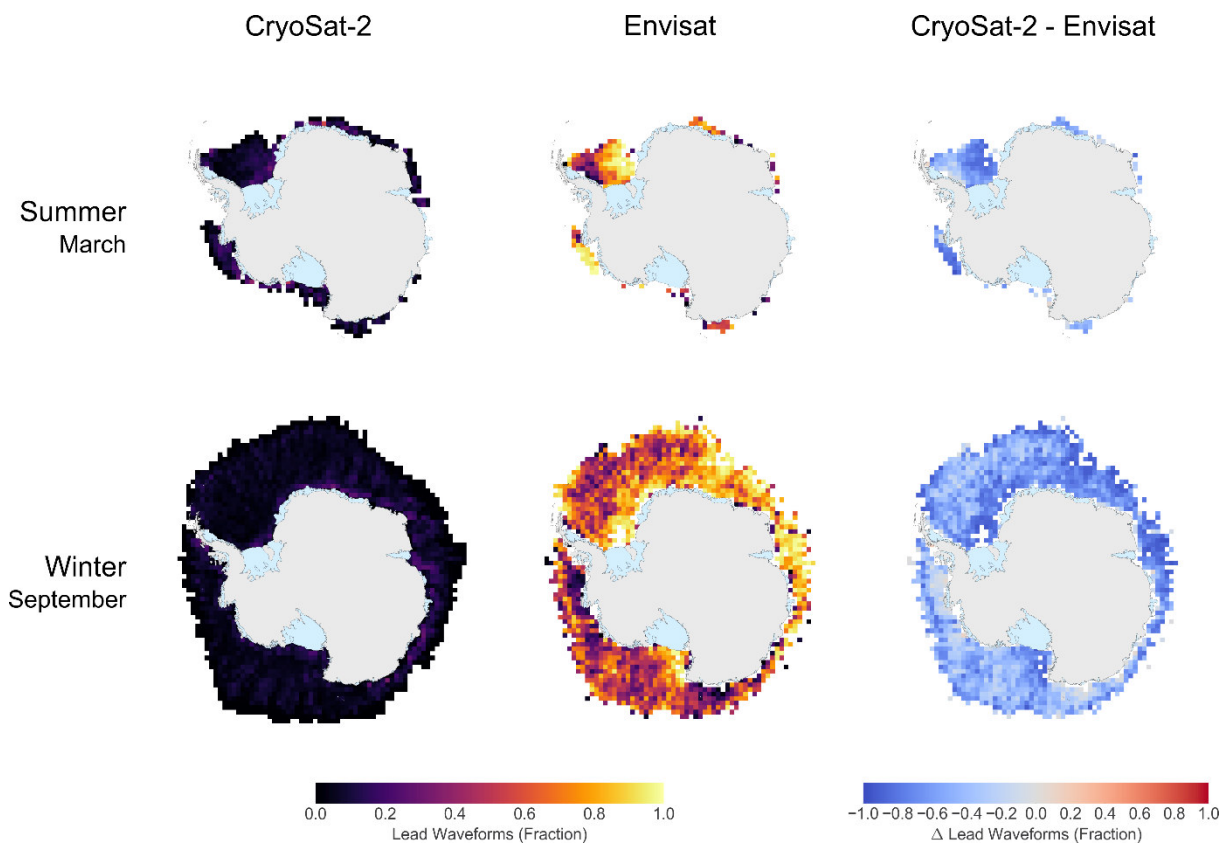 CryoSat-2 Envisat CryoSat-2 - Envisat
Summer
March
Winter
September
0.0 0.2 0.4 0.6 0.8 1.0
Lead Waveforms (Fraction)
−1.0 −0.8 −0.6 −0.4 −0.2 0.0 0.2 0.4 0.6 0.8 1.0
Δ Lead Waveforms (Fraction)